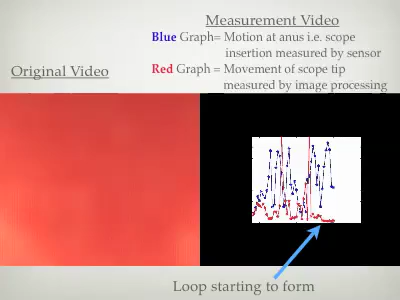 Measurement Video
Blue Graph= Motion at anus i.e. scope
insertion measured by sensor
Original Video
Red Graph = Movement of scope tip
measured by image processing
Loop starting to form